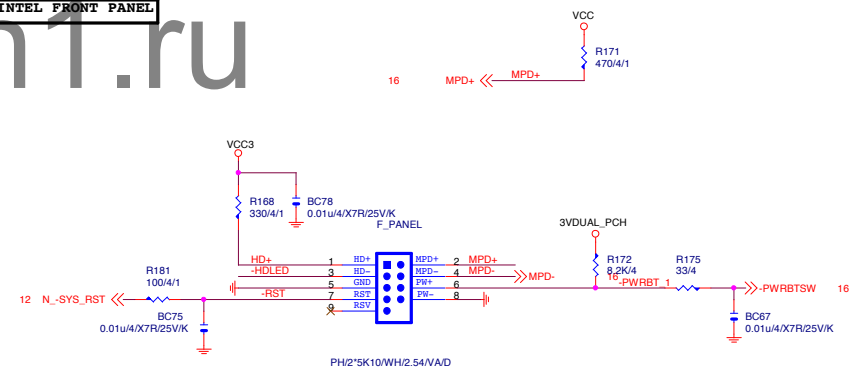 INTEL FRONT PANEL
n1.ru
VCC
R171
470/4/1
16 MPD+ MPD+
VCC3
R168
330/4/1
BC78
0.01u/4/X7R/25V/K
F_PANEL
3VDUAL_PCH
HD+ 1 HD+ MPD+ 2 MPD+
-HDLED 3 HD- MPD- 4 MPD- MPD- 16
5 GND PW+ 6 -PWRBT_1
-RST 7 RST PW- 8
9 RSV
R172
8.2K/4
R175
33/4
-PWRBTSW 16
R181
100/4/1
12 N_-SYS_RST
BC75
0.01u/4/X7R/25V/K
BC67
0.01u/4/X7R/25V/K
PH/2*5K10/WH/2.54/VA/D